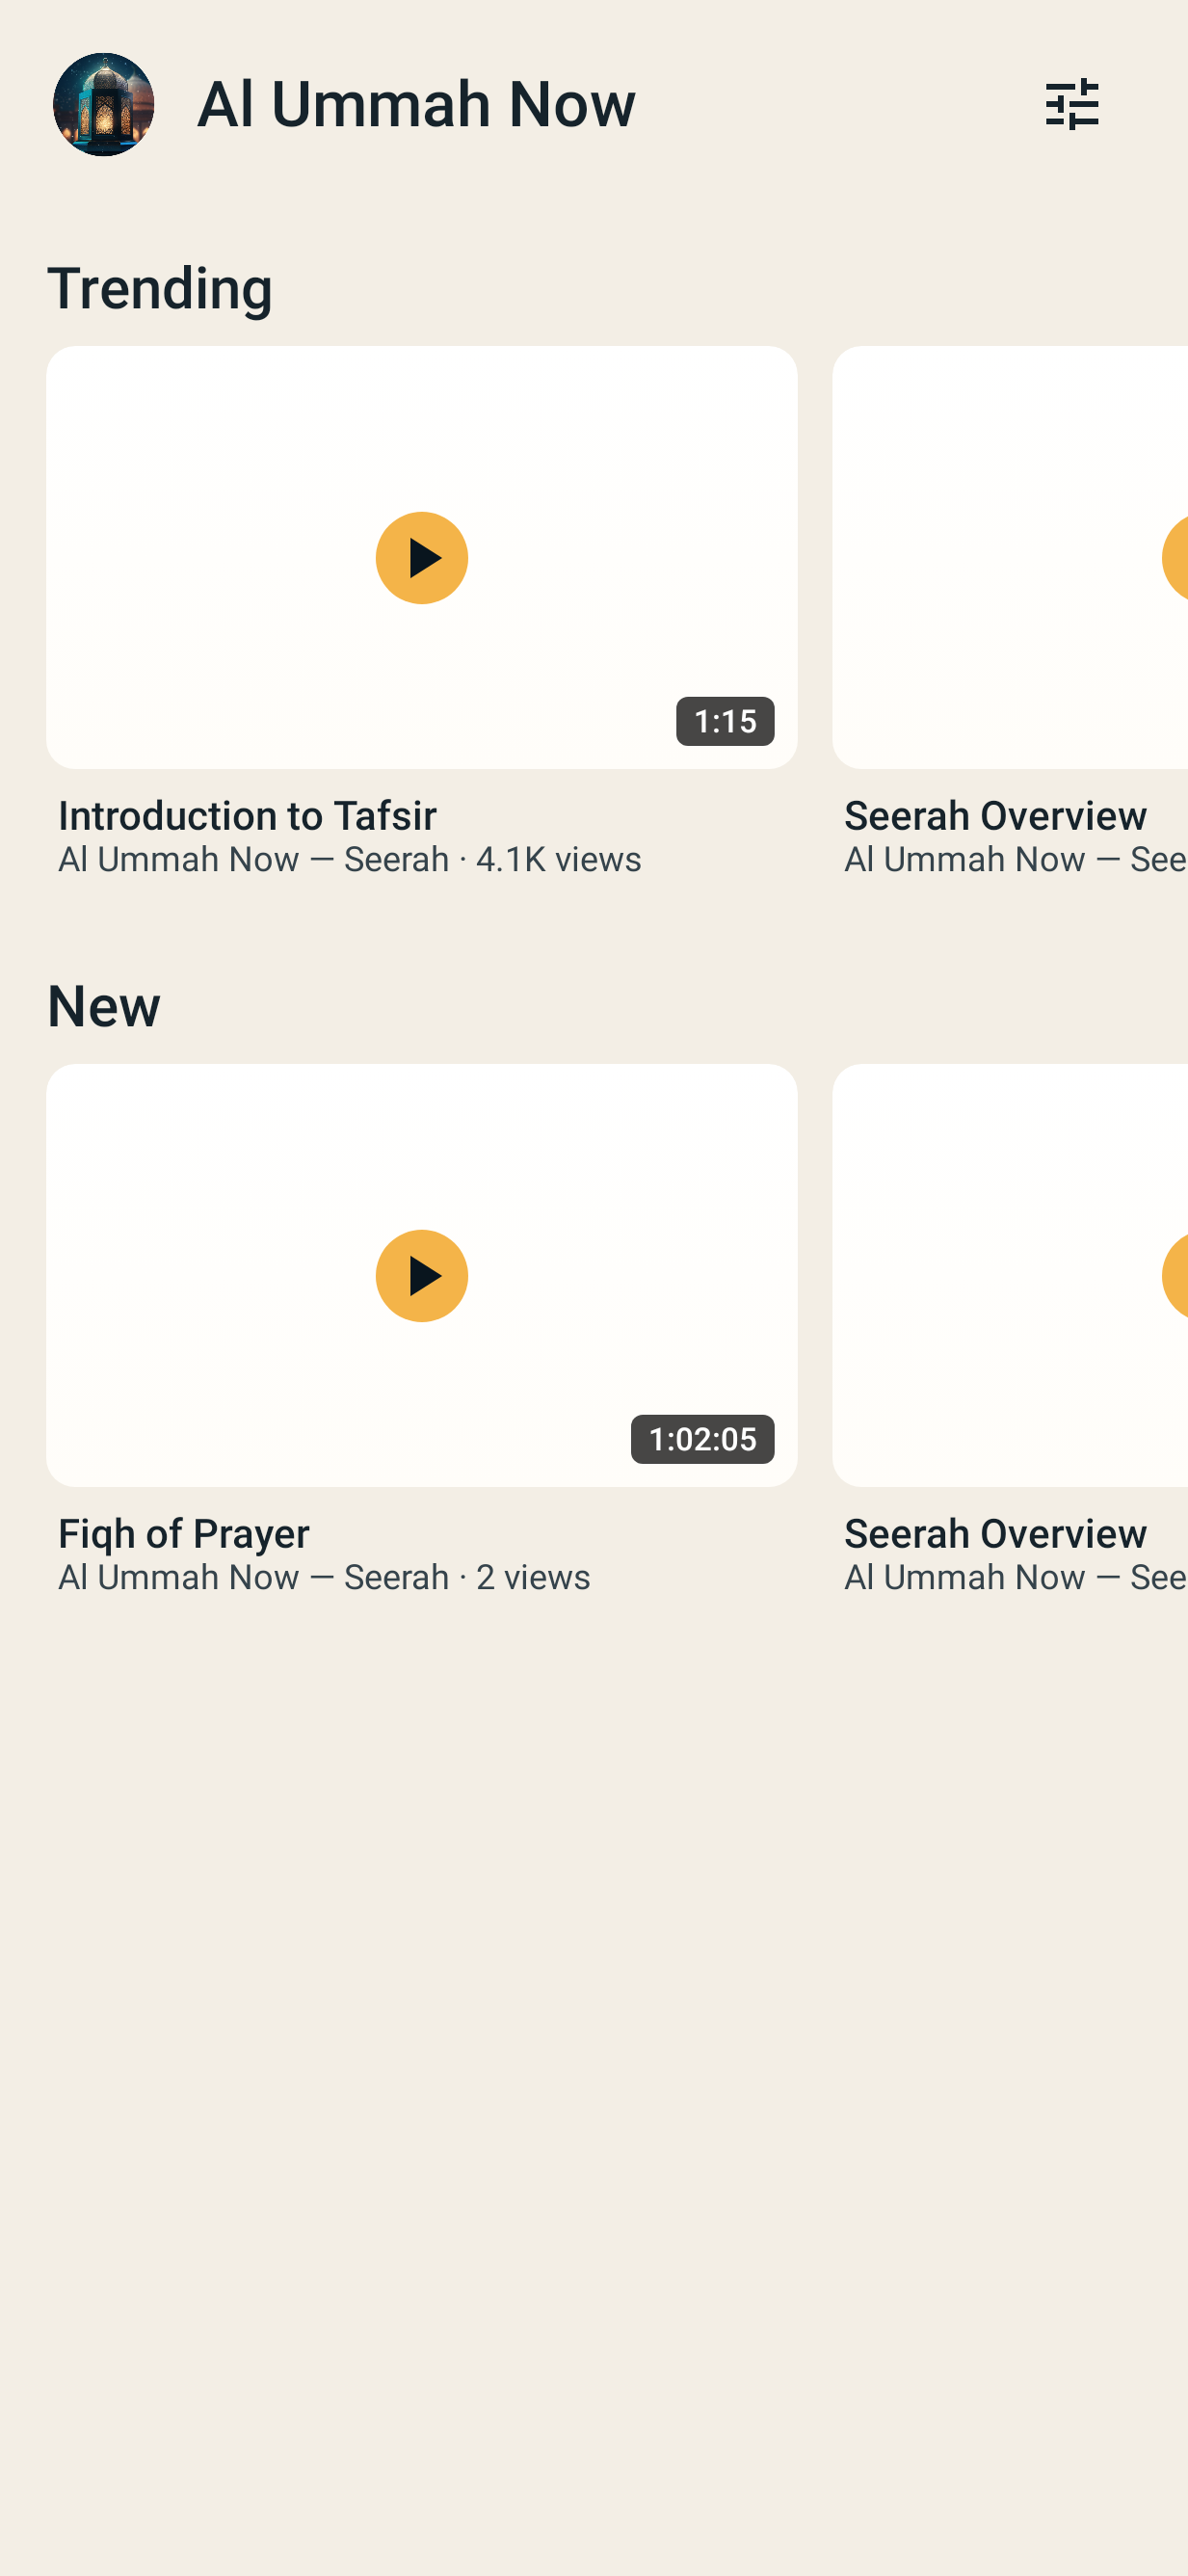 Al Ummah Now
Trending
1:15
Introduction to Tafsir
Al Ummah Now — Seerah · 4.1K views
Seerah Overview
Al Ummah Now — See
New
1:02:05
Fiqh of Prayer
Al Ummah Now — Seerah · 2 views
Seerah Overview
Al Ummah Now — See